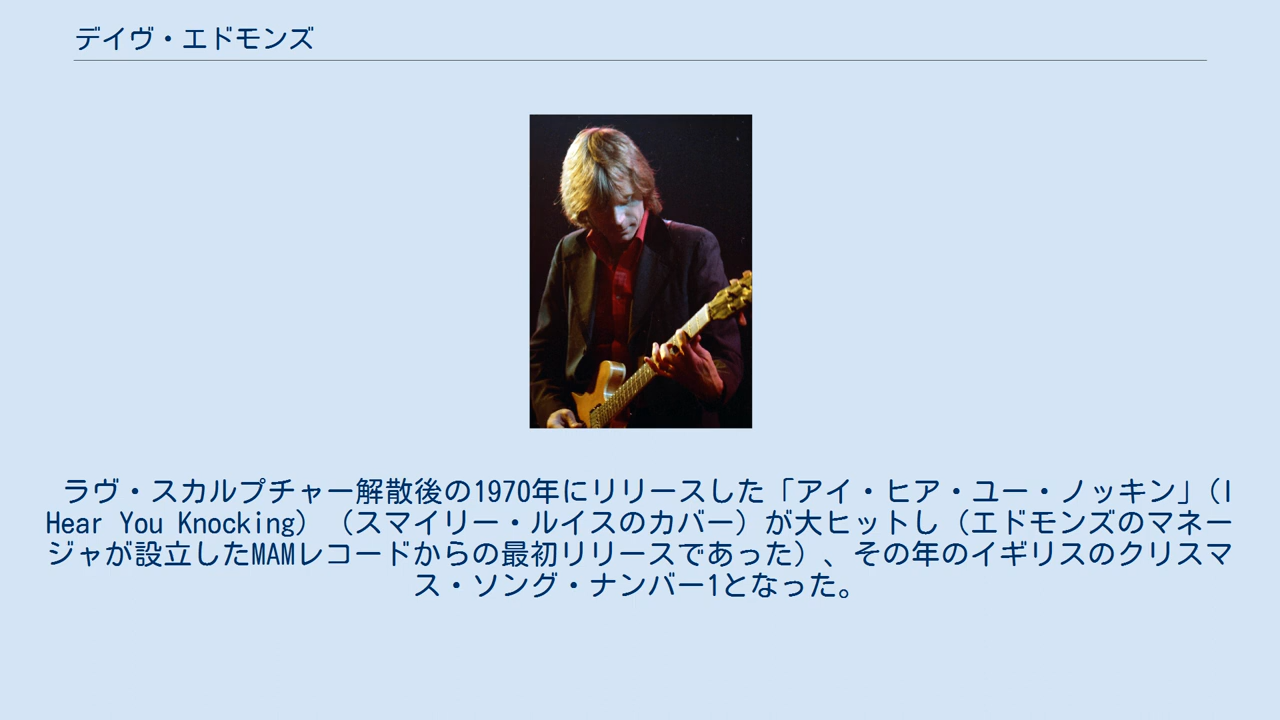 デイヴ・エドモンズ
ラヴ・スカルプチャー解散後の1970年にリリースした「アイ・ヒア・ユー・ノッキン」（I
Hear You Knocking）（スマイリー・ルイスのカバー）が大ヒットし（エドモンズのマネー
ジャが設立したMAMレコードからの最初リリースであった）、その年のイギリスのクリスマ
ス・ソング・ナンバー1となった。